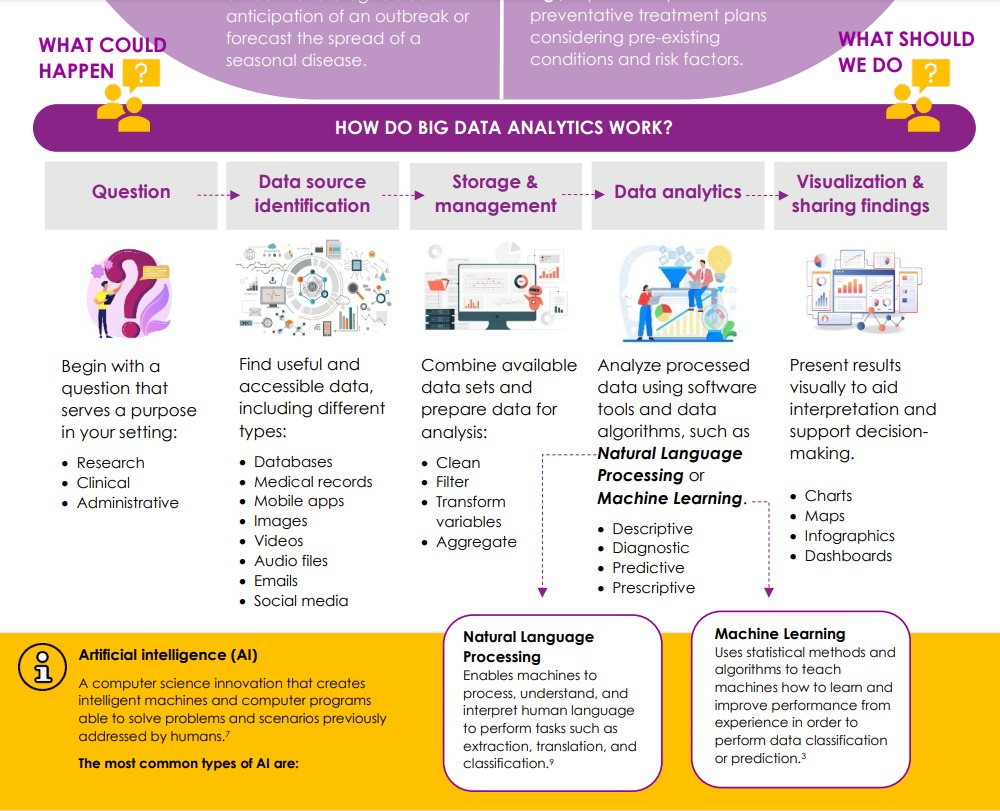 anticipation of an outbreak or
forecast the spread of a
seasonal disease.
preventative treatment plans
considering pre-existing
conditions and risk factors.
WHAT COULD
HAPPEN
?
WHAT SHOULD
WE DO
?
HOW DO BIG DATA ANALYTICS WORK?
Question
Data source
identification
Storage &
management
Data analytics
Visualization &
sharing findings
Begin with a
question that
serves a purpose
in your setting:
• Research
• Clinical
• Administrative
Find useful and
accessible data,
including different
types:
• Databases
• Medical records
• Mobile apps
• Images
• Videos
• Audio files
• Emails
• Social media
Combine available
data sets and
prepare data for
analysis:
• Clean
• Filter
• Transform
variables
• Aggregate
Analyze processed
data using software
tools and data
algorithms, such as
Natural Language
Processing or
Machine Learning.
• Descriptive
• Diagnostic
• Predictive
• Prescriptive
Present results
visually to aid
interpretation and
support decision-
making.
• Charts
• Maps
• Infographics
• Dashboards
Artificial intelligence (AI)
A computer science innovation that creates
intelligent machines and computer programs
able to solve problems and scenarios previously
addressed by humans.⁷
The most common types of AI are:
Natural Language
Processing
Enables machines to
process, understand, and
interpret human language
to perform tasks such as
extraction, translation, and
classification.⁹
Machine Learning
Uses statistical methods and
algorithms to teach
machines how to learn and
improve performance from
experience in order to
perform data classification
or prediction.³